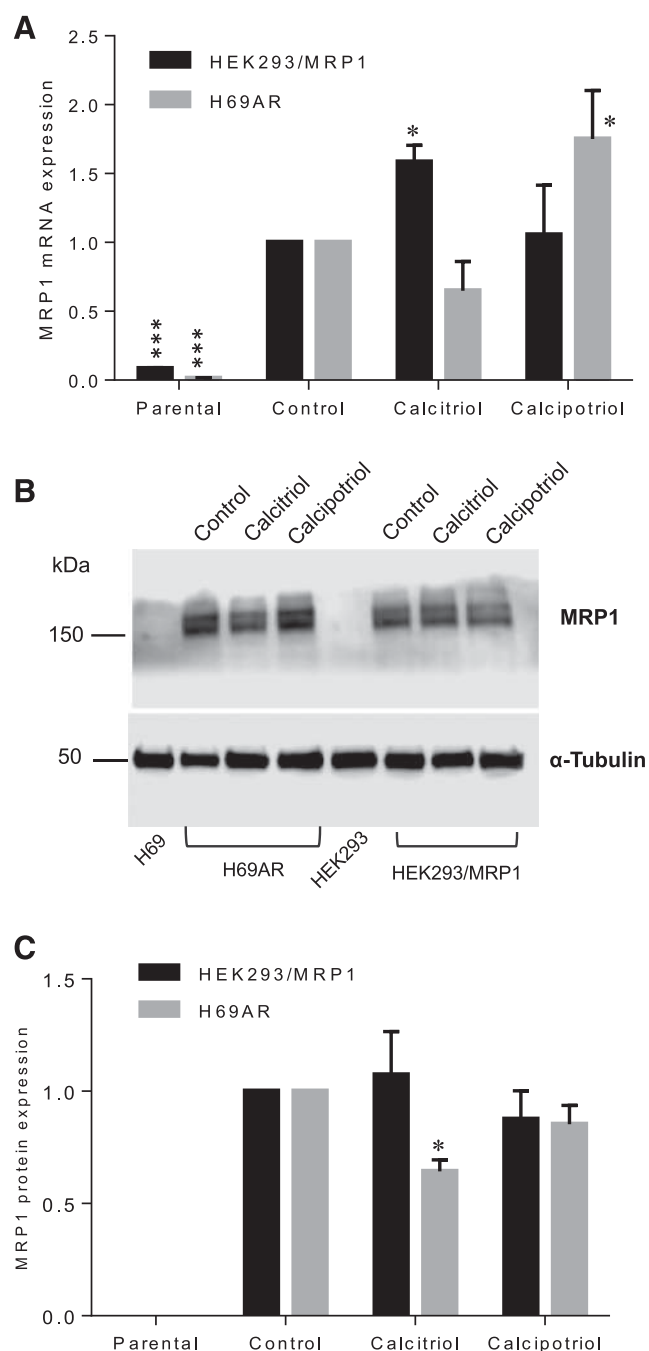 A
2.5
2.0
1.5
1.0
0.5
0.0
MRP1 mRNA expression
HEK293/MRP1
H69AR
***
***
*
*
Parental Control Calcitriol Calcipotriol
B
Control Calcitriol Calcipotriol Control Calcitriol Calcipotriol
kDa
150
MRP1
50
α-Tubulin
H69 H69AR HEK293 HEK293/MRP1
C
1.5
1.0
0.5
0.0
MRP1 protein expression
HEK293/MRP1
H69AR
*
Parental Control Calcitriol Calcipotriol